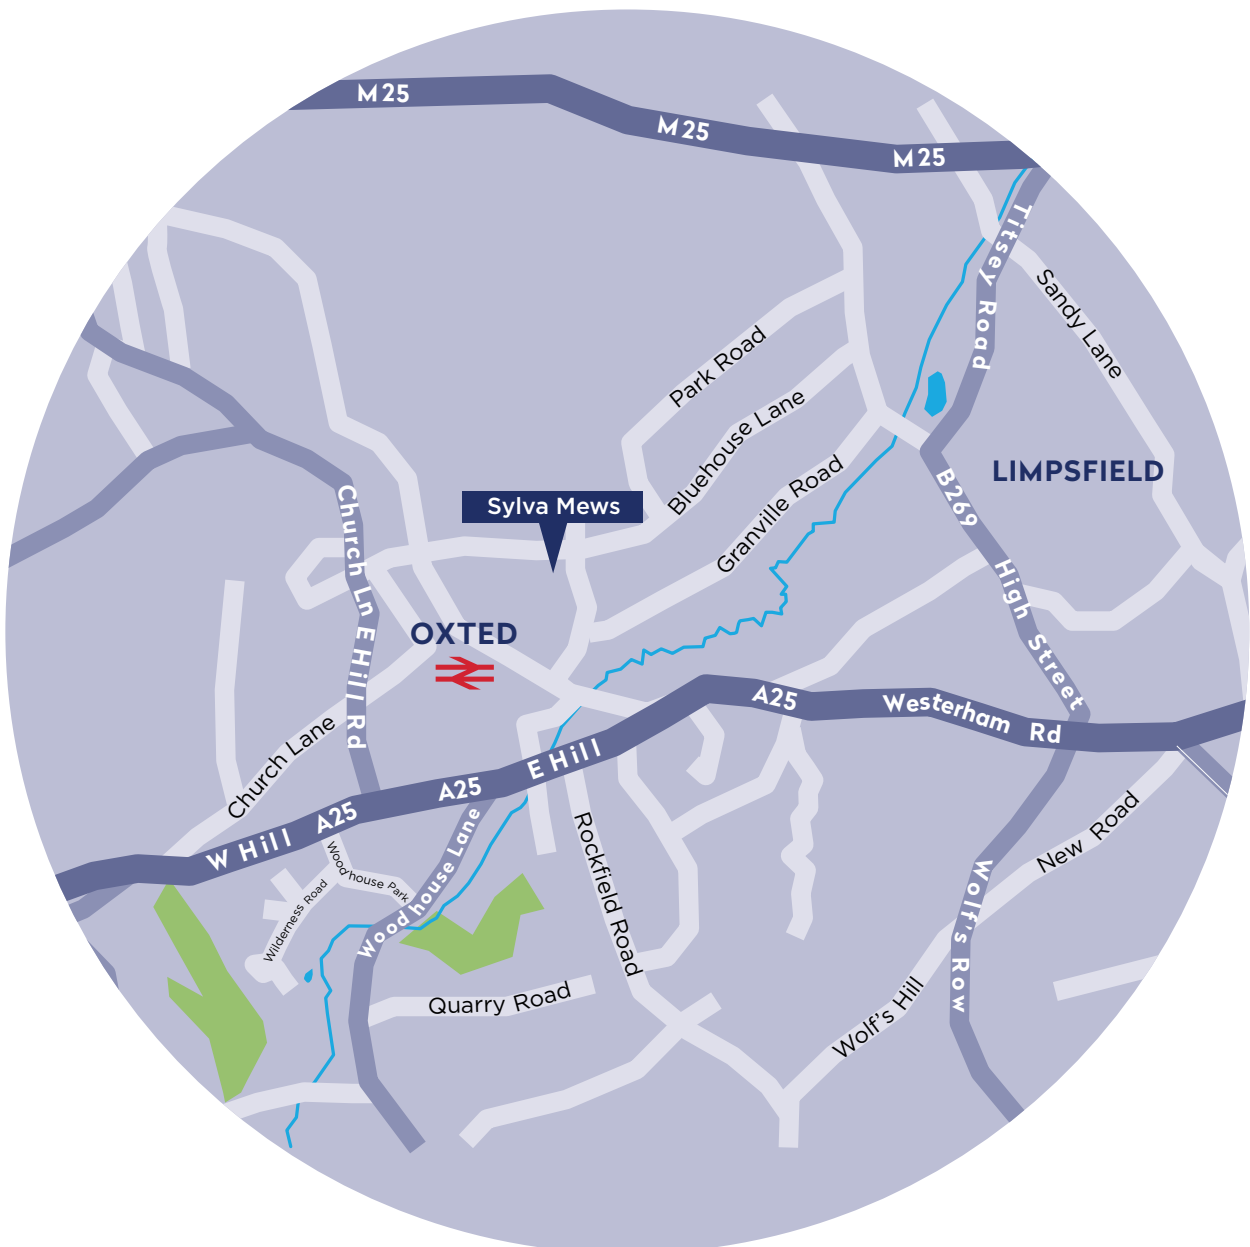 M25
M25
M25
Titsey Road
Sandy Lane
Park Road
Bluehouse Lane
Granville Road
LIMPSFIELD
B269
Sylva Mews
Church Ln E Hill Rd
High Street
OXTED
A25
Westerham Rd
Church Lane
E Hill
A25
A25
W Hill
New Road
Woodhouse Lane
Rockfield Road
Woodhouse Park
Wilderness Road
Wolf's Row
Quarry Road
Wolf's Hill